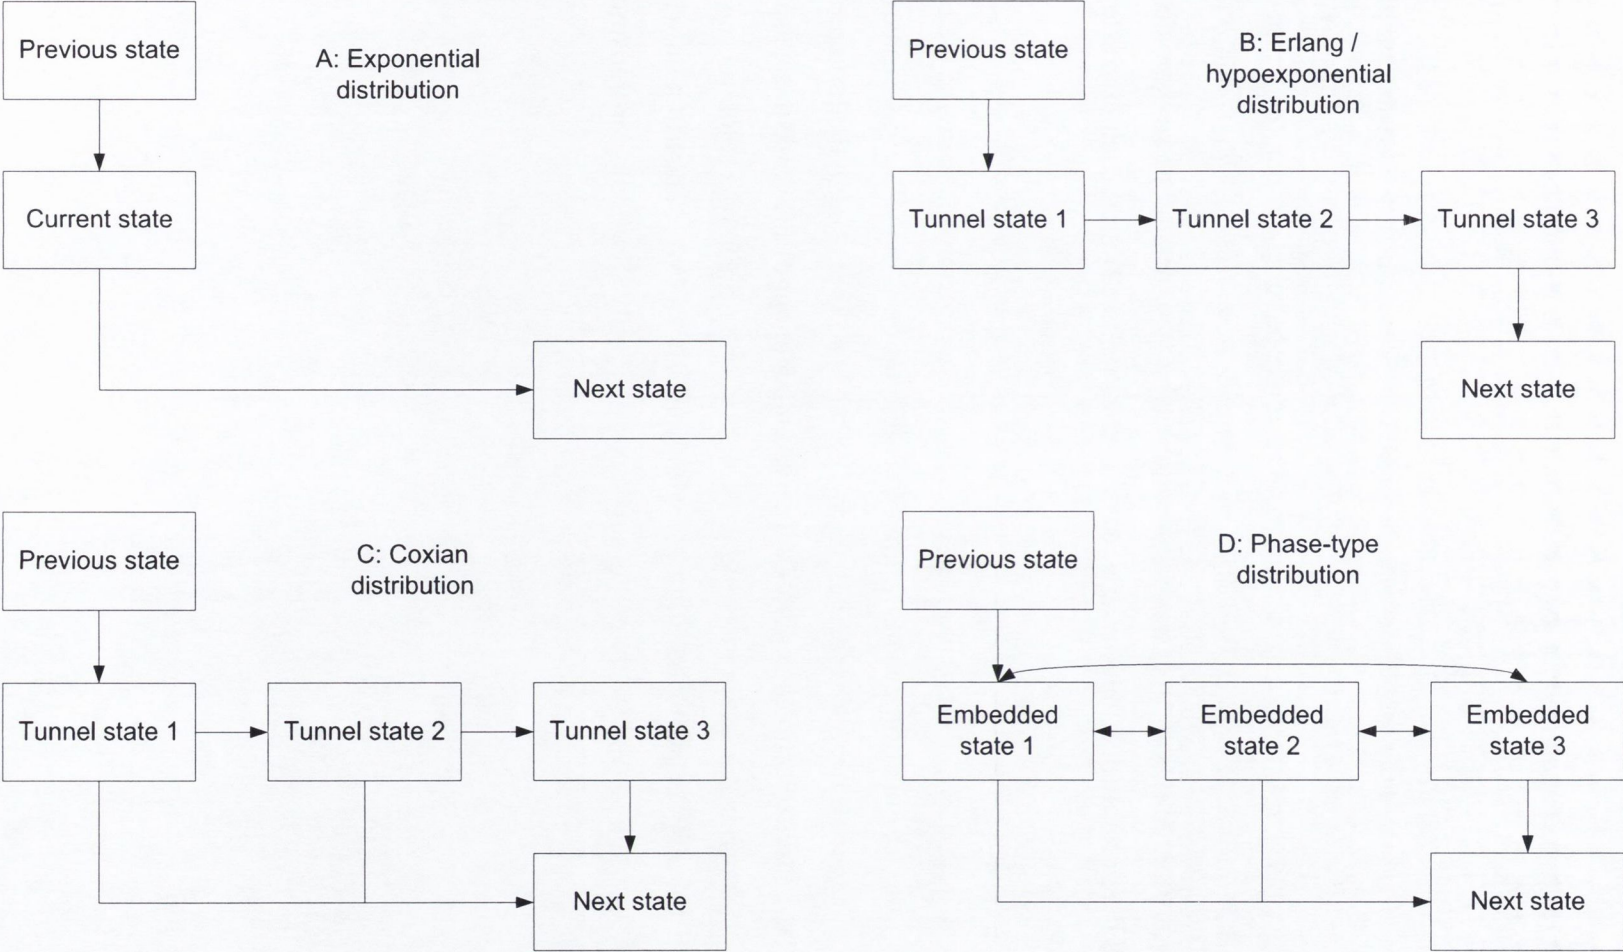 Previous state
A: Exponential
distribution
Current state
Next state
Previous state
B: Erlang /
hypoexponential
distribution
Tunnel state 1
Tunnel state 2
Tunnel state 3
Next state
Previous state
C: Coxian
distribution
Tunnel state 1
Tunnel state 2
Tunnel state 3
Next state
Previous state
D: Phase-type
distribution
Embedded
state 1
Embedded
state 2
Embedded
state 3
Next state